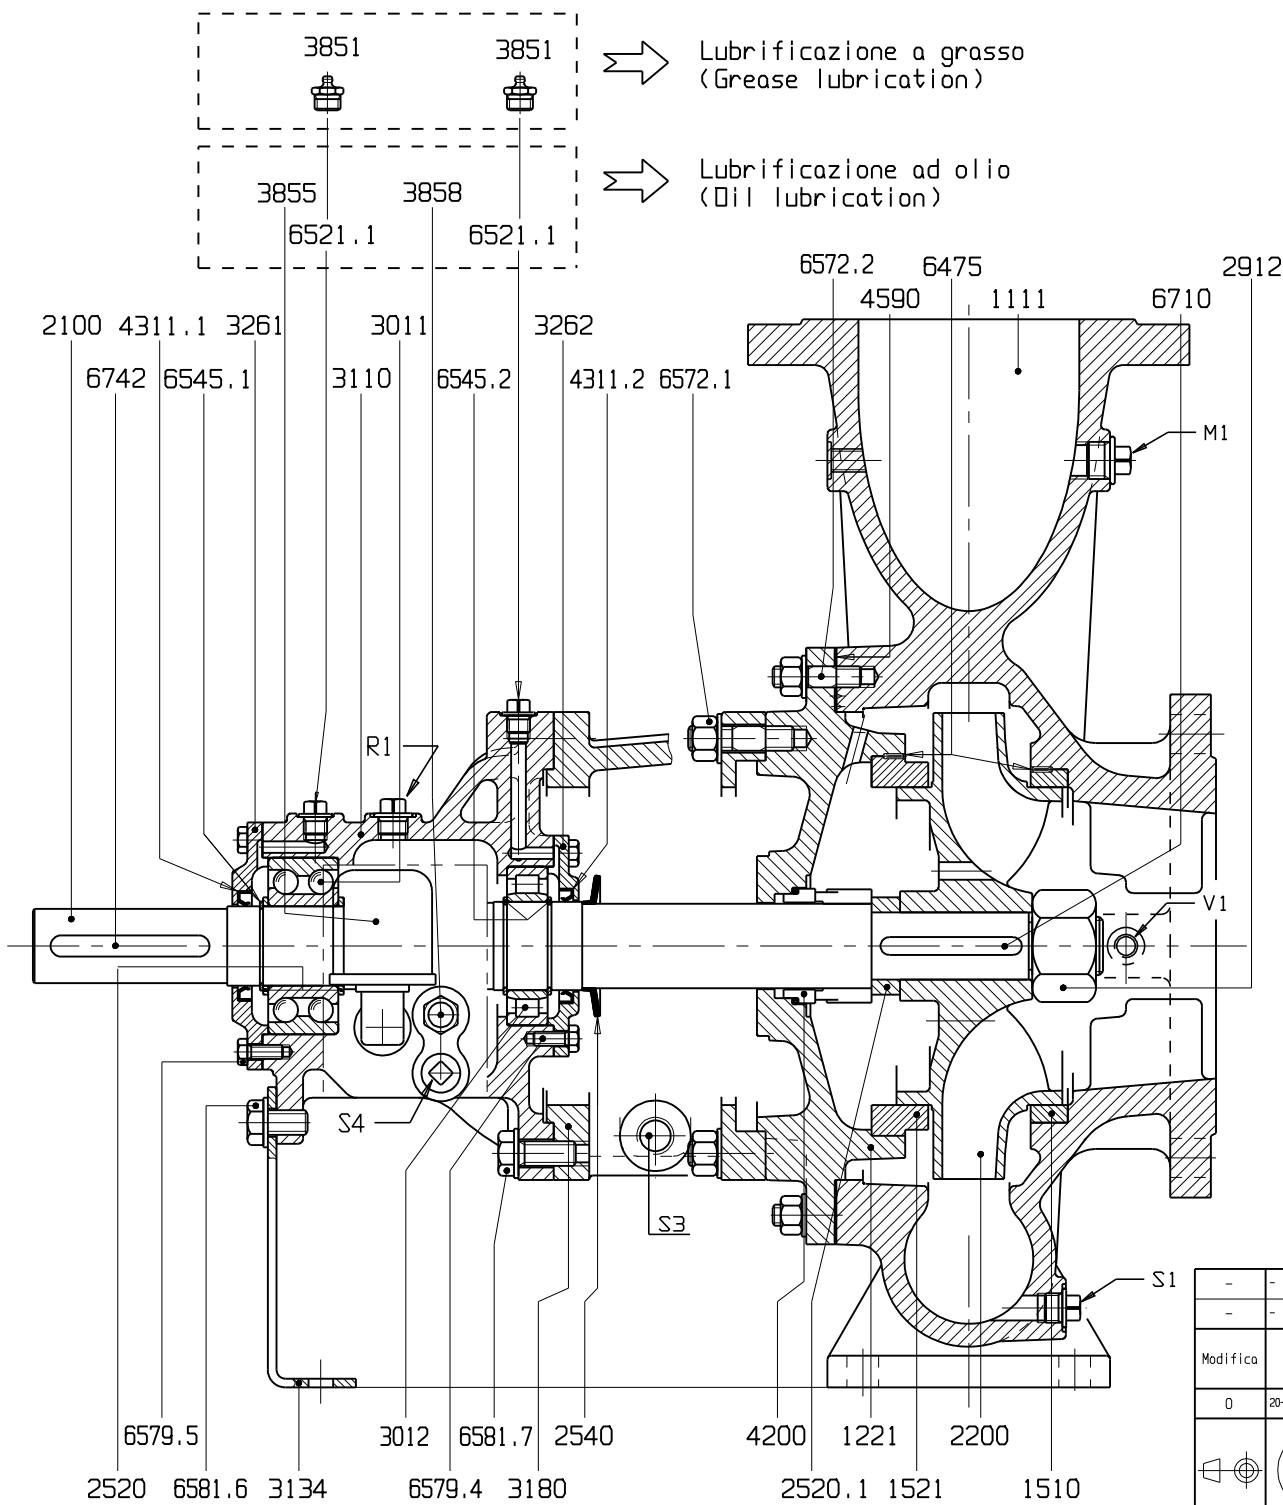 3851 3851
Lubrificazione a grasso
(Grease lubrication)
Lubrificazione ad olio
(Oil lubrication)
3855 3858
6521.1 6521.1
6572.2 6475 2912
4590 1111 6710
2100 4311.1 3261 3011 3262
6742 6545.1 3110 6545.2 4311.2 6572.1
M1
R1
V1
S4
S3
S1
-
-
Modifica
0 20-
6579.5 3012 6581.7 2540 4200 1221 2200
2520 6581.6 3134 6579.4 3180 2520.1 1521 1510